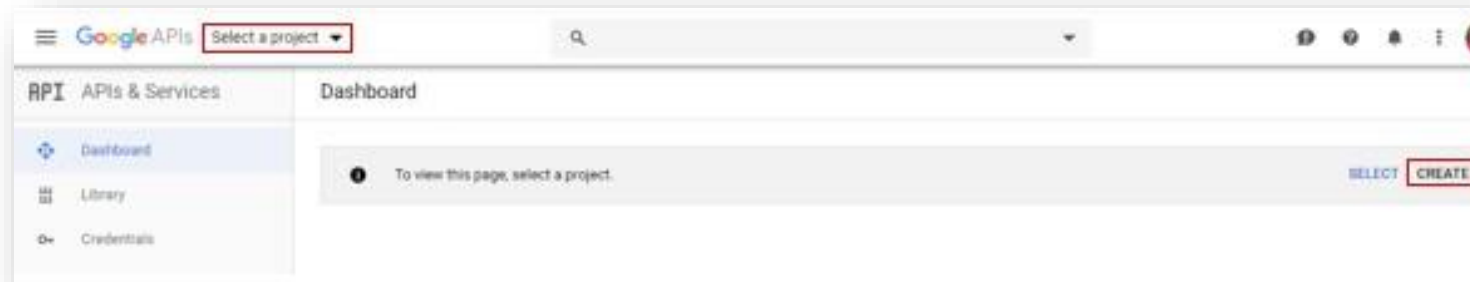 Google APIs Select a project
API APIs & Services Dashboard
Dashboard
To view this page, select a project. SELECT CREATE
Library
Credentials